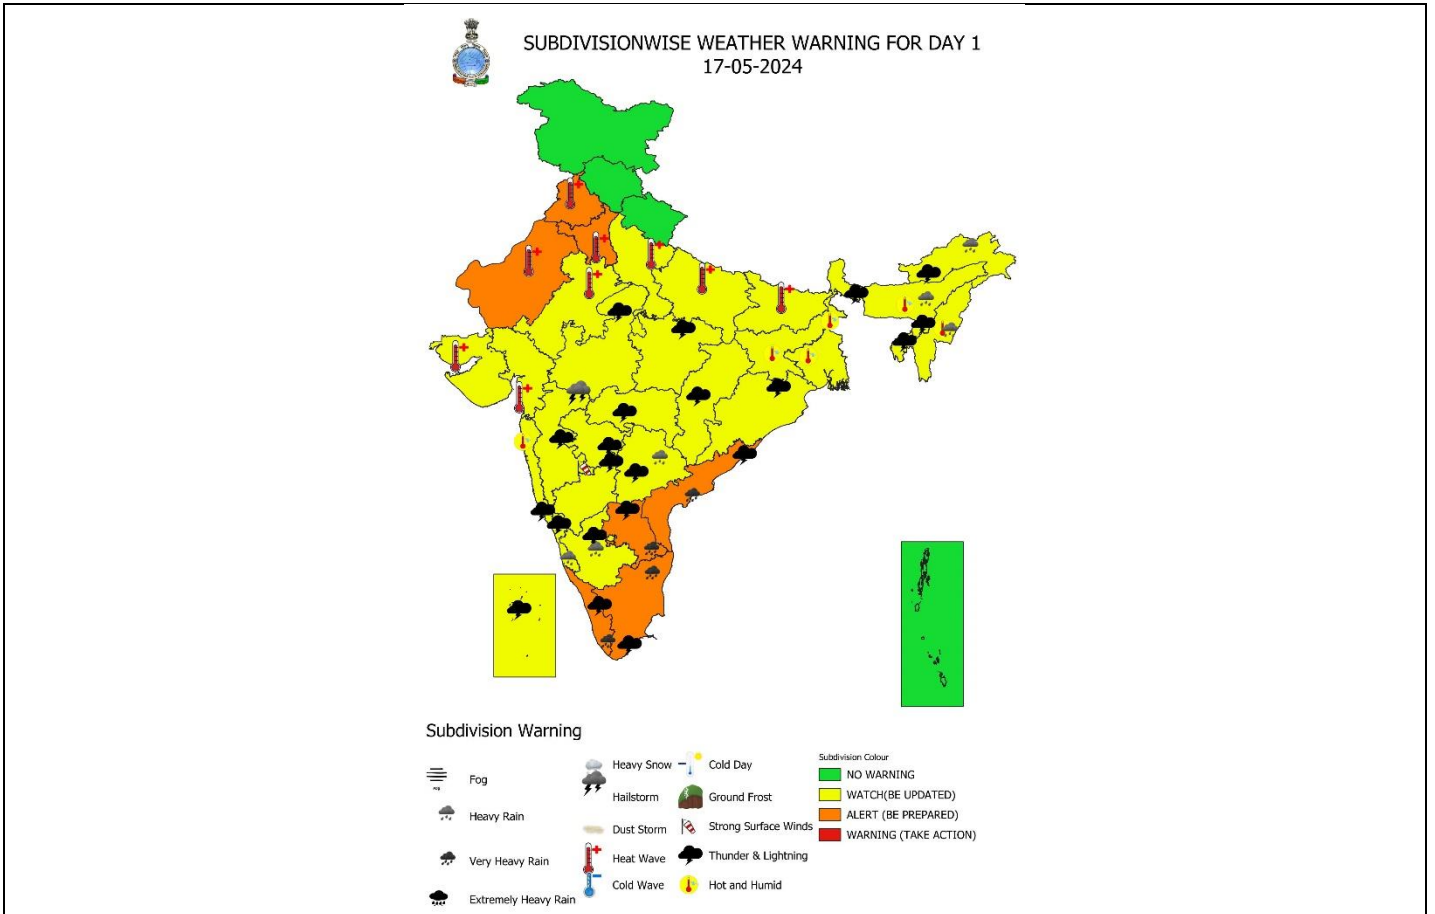 SUBDIVISIONWISE WEATHER WARNING FOR DAY 1
17-05-2024
Subdivision Warning
Fog
FOG
Heavy Rain
Very Heavy Rain
Extremely Heavy Rain
Heavy Snow
Hailstorm
Dust Storm
Heat Wave
Cold Wave
Cold Day
Ground Frost
Strong Surface Winds
Thunder & Lightning
Hot and Humid
Subdivision Colour
NO WARNING
WATCH(BE UPDATED)
ALERT (BE PREPARED)
WARNING (TAKE ACTION)